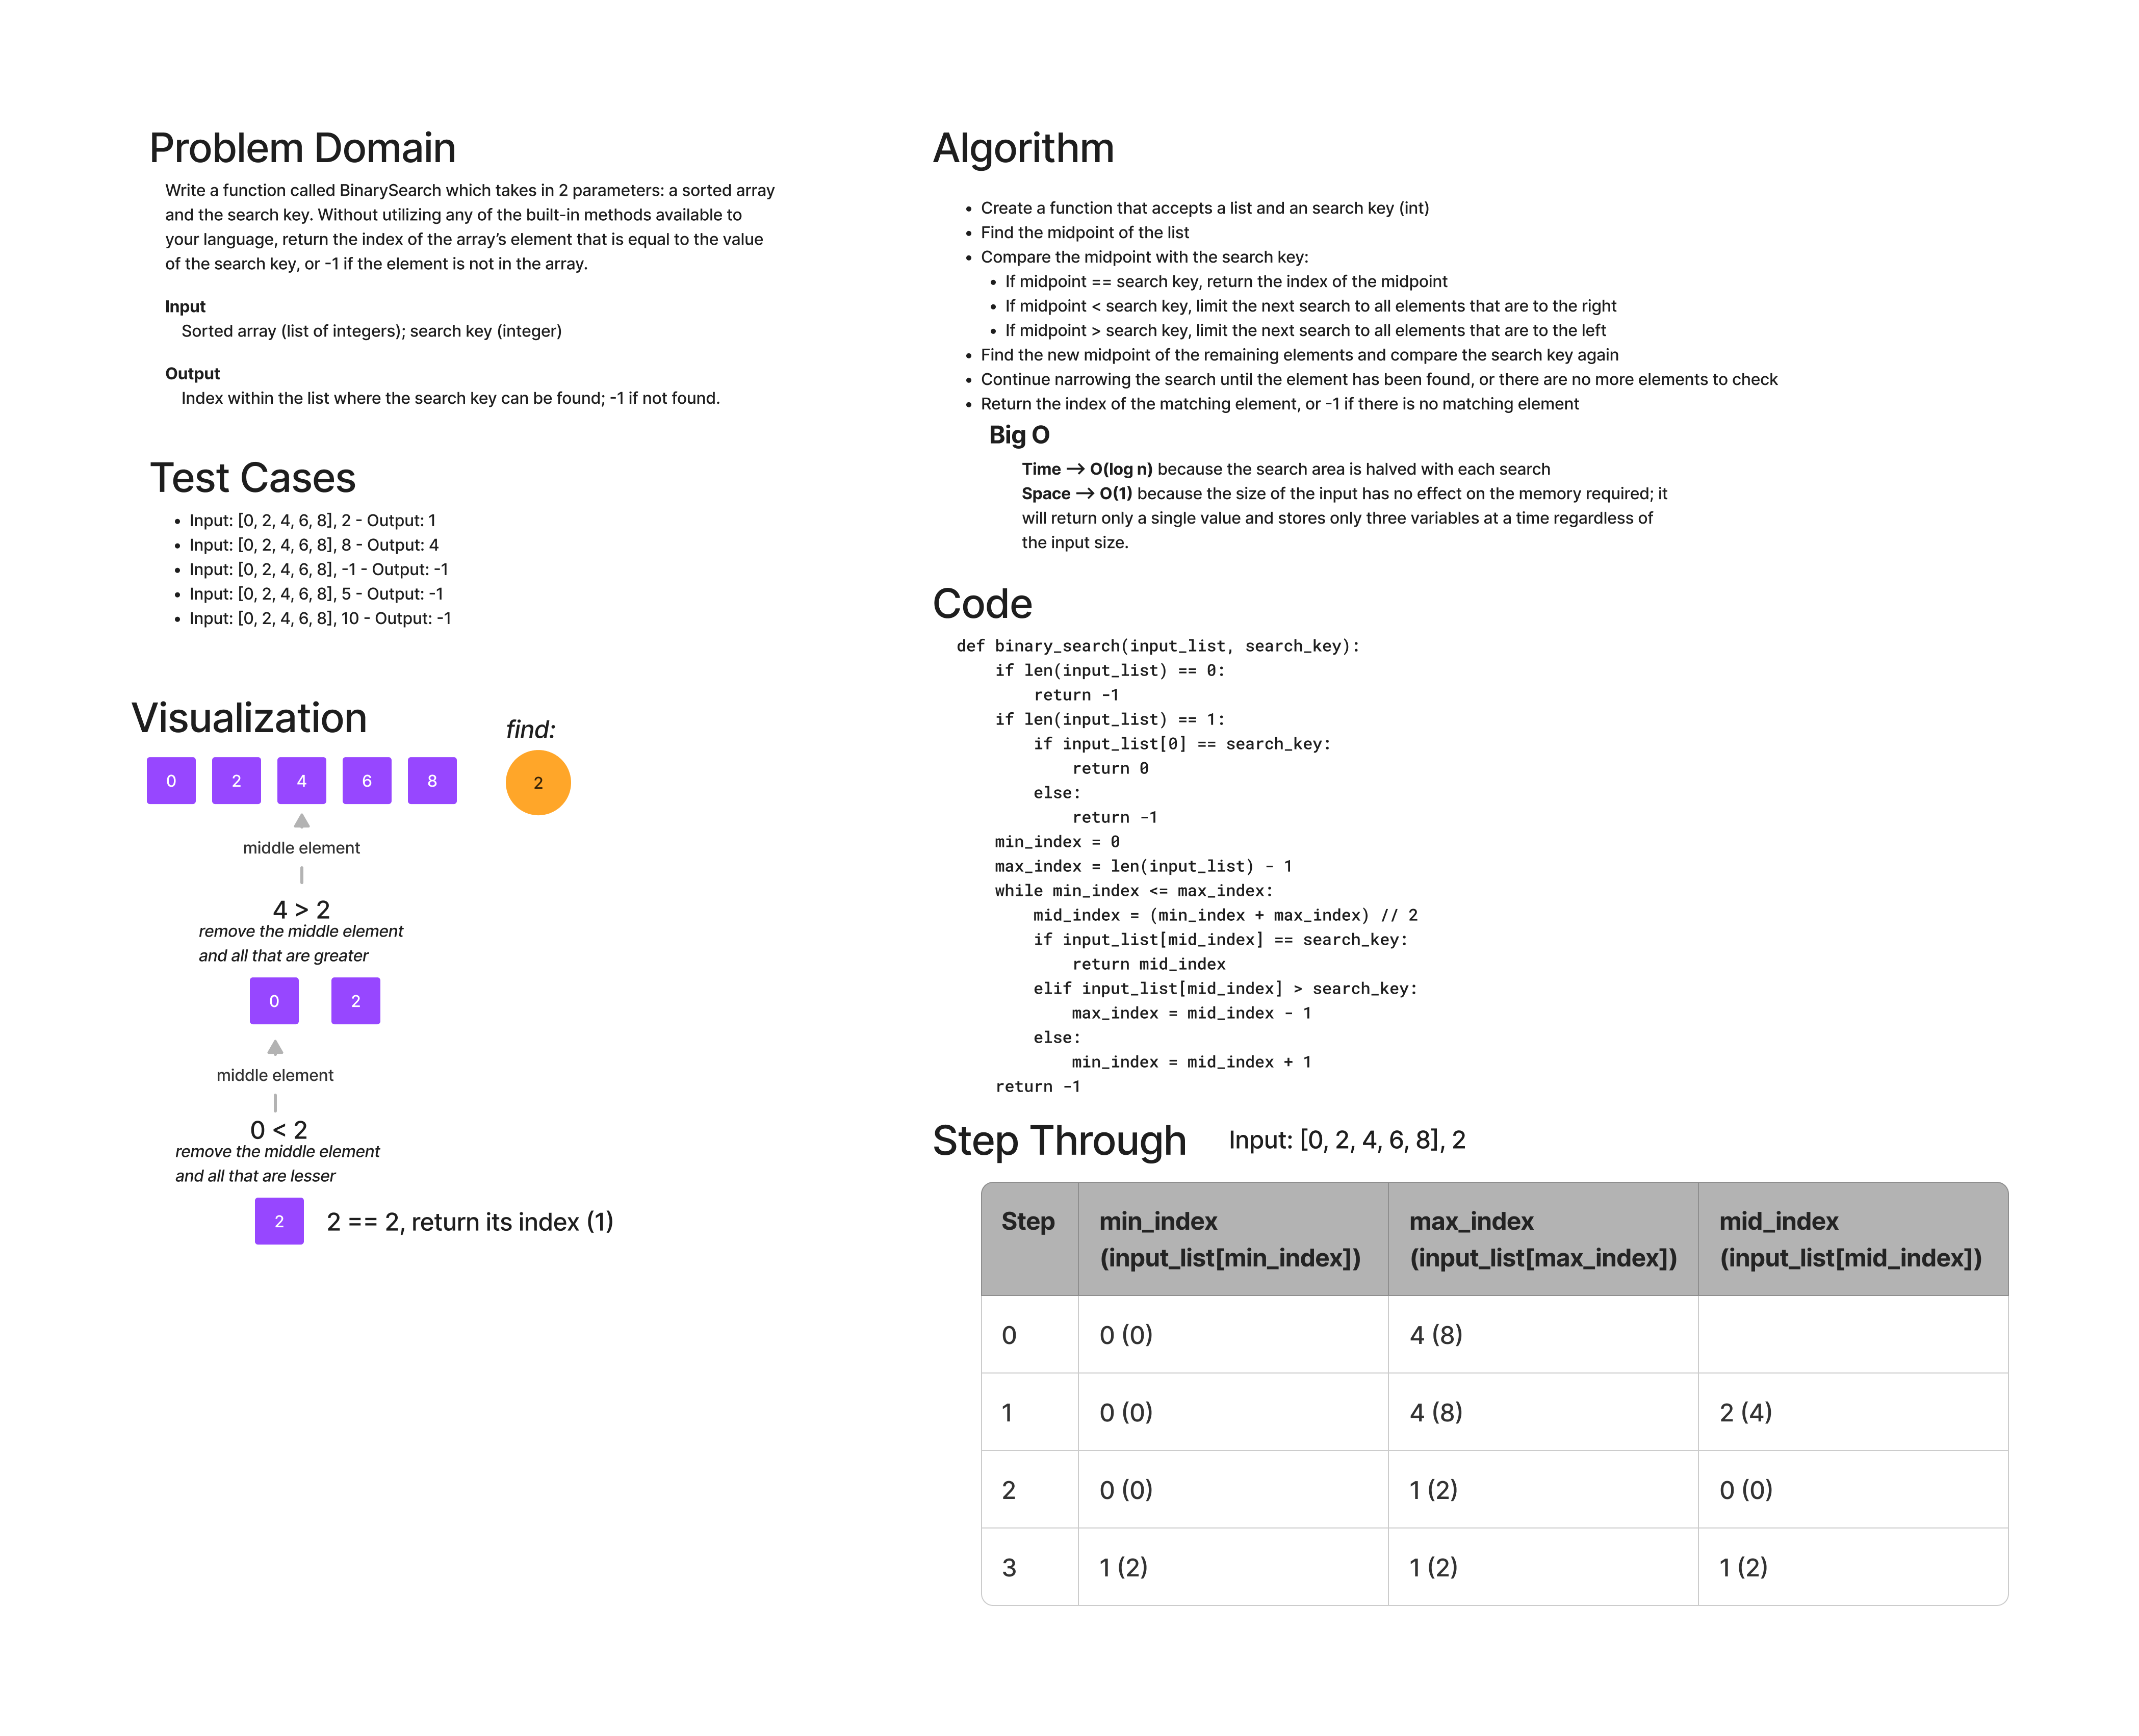 Problem Domain
Write a function called BinarySearch which takes in 2 parameters: a sorted array
and the search key. Without utilizing any of the built-in methods available to
your language, return the index of the array’s element that is equal to the value
of the search key, or -1 if the element is not in the array.
Input
Sorted array (list of integers); search key (integer)
Output
Index within the list where the search key can be found; -1 if not found.
Test Cases
• Input: [0, 2, 4, 6, 8], 2 - Output: 1
• Input: [0, 2, 4, 6, 8], 8 - Output: 4
• Input: [0, 2, 4, 6, 8], -1 - Output: -1
• Input: [0, 2, 4, 6, 8], 5 - Output: -1
• Input: [0, 2, 4, 6, 8], 10 - Output: -1
Visualization
find:
0 2 4 6 8
2
middle element
4 > 2
remove the middle element
and all that are greater
0 2
middle element
0 < 2
remove the middle element
and all that are lesser
2
2 == 2, return its index (1)
Algorithm
• Create a function that accepts a list and an search key (int)
• Find the midpoint of the list
• Compare the midpoint with the search key:
• If midpoint == search key, return the index of the midpoint
• If midpoint < search key, limit the next search to all elements that are to the right
• If midpoint > search key, limit the next search to all elements that are to the left
• Find the new midpoint of the remaining elements and compare the search key again
• Continue narrowing the search until the element has been found, or there are no more elements to check
• Return the index of the matching element, or -1 if there is no matching element
Big O
Time → O(log n) because the search area is halved with each search
Space → O(1) because the size of the input has no effect on the memory required; it
will return only a single value and stores only three variables at a time regardless of
the input size.
Code
def binary_search(input_list, search_key):
    if len(input_list) == 0:
        return -1
    if len(input_list) == 1:
        if input_list[0] == search_key:
            return 0
        else:
            return -1
    min_index = 0
    max_index = len(input_list) - 1
    while min_index <= max_index:
        mid_index = (min_index + max_index) // 2
        if input_list[mid_index] == search_key:
            return mid_index
        elif input_list[mid_index] > search_key:
            max_index = mid_index - 1
        else:
            min_index = mid_index + 1
    return -1
Step Through Input: [0, 2, 4, 6, 8], 2
Step min_index max_index mid_index
(input_list[min_index]) (input_list[max_index]) (input_list[mid_index])
0 0 (0) 4 (8)
1 0 (0) 4 (8) 2 (4)
2 0 (0) 1 (2) 0 (0)
3 1 (2) 1 (2) 1 (2)